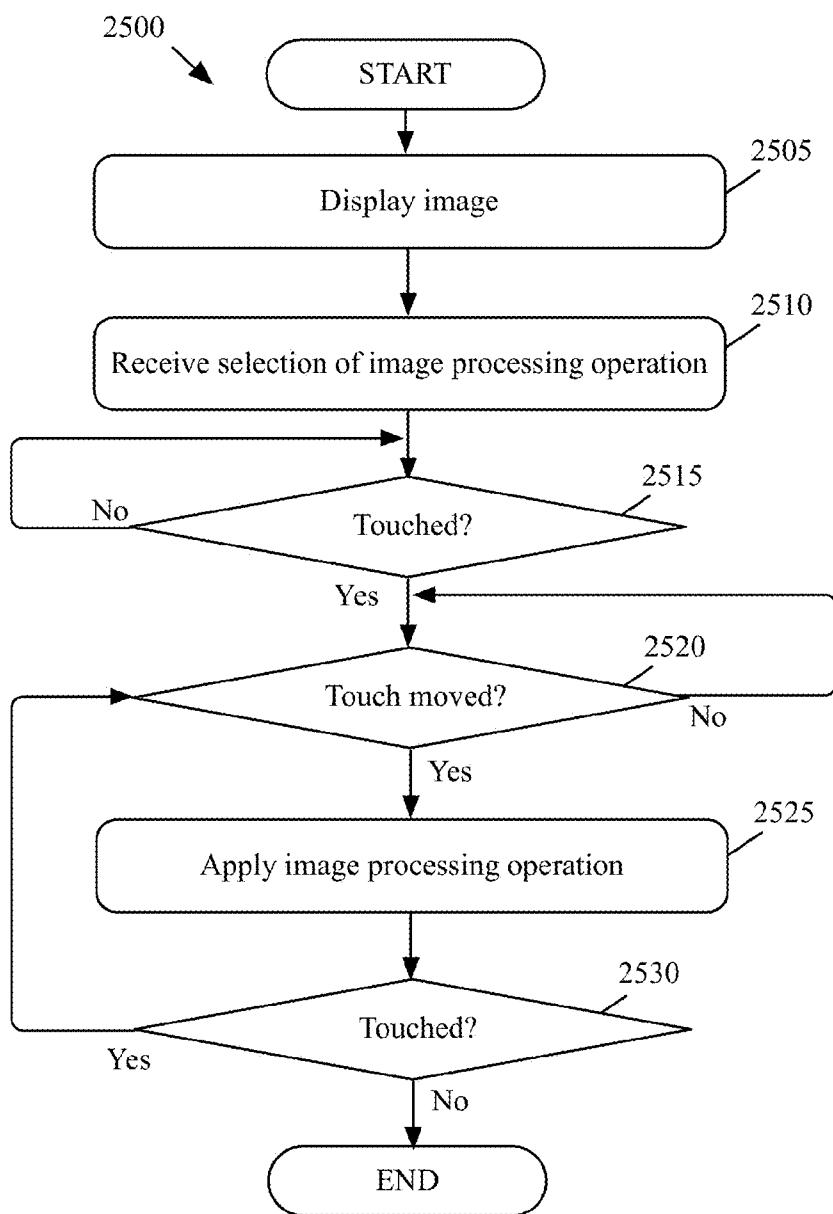 2500
START
2505
Display image
2510
Receive selection of image processing operation
2515
No
Touched?
Yes
2520
Touch moved?
No
Yes
2525
Apply image processing operation
2530
Touched?
Yes
No
END